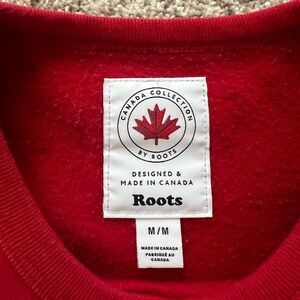 CANADA COLLECTION
BY ROOTS
DESIGNED &
MADE IN CANADA
Roots
M/M
MADE IN CANADA
FABRIQUÉ AU
CANADA